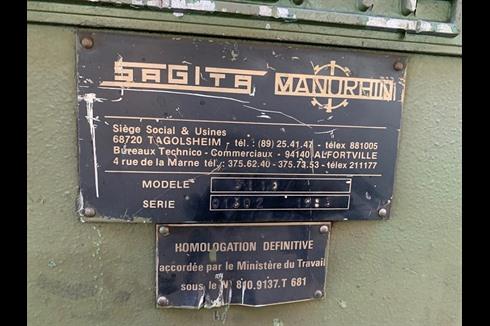 SAGITA MANURHIN
Siège Social & Usines
68720 TAGOLSHEIM - tél. : (89) 25.41.47 - télex 881005
Bureaux Technico - Commerciaux - 94140 ALFORTVILLE
4 rue de la Marne tél. : 375.62.40 - 375.73.53 - télex 211177
MODELE
SERIE
HOMOLOGATION DEFINITIVE
accordée par le Ministère du Travail
sous le N° 810.9137.T 681